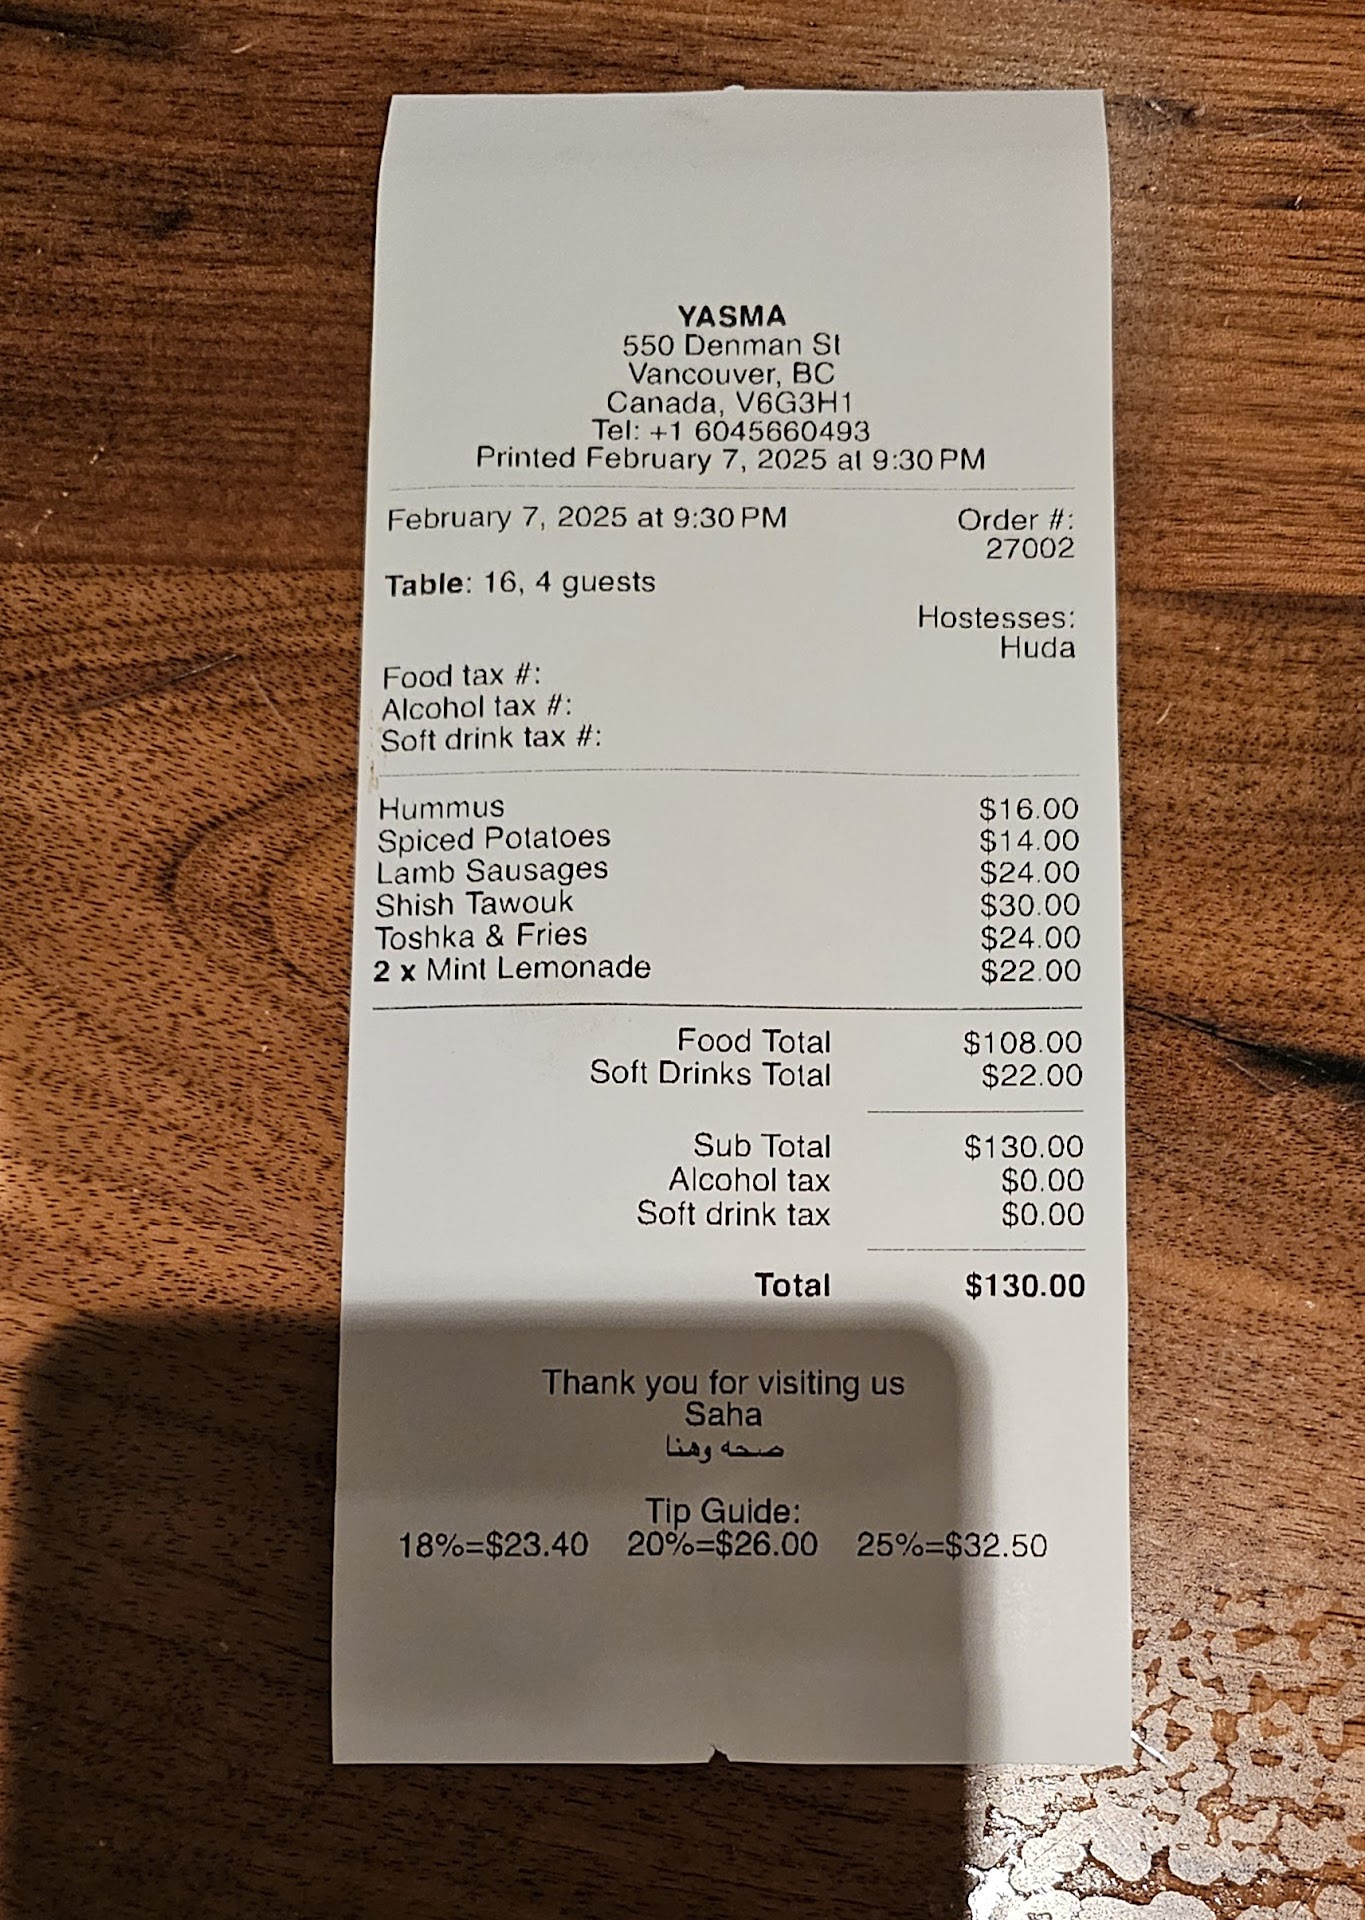 YASMA
550 Denman St
Vancouver, BC
Canada, V6G3H1
Tel: +1 6045660493
Printed February 7, 2025 at 9:30 PM
February 7, 2025 at 9:30 PM Order #:
27002
Table: 16, 4 guests
Hostesses:
Huda
Food tax #:
Alcohol tax #:
Soft drink tax #:
Hummus $16.00
Spiced Potatoes $14.00
Lamb Sausages $24.00
Shish Tawouk $30.00
Toshka & Fries $24.00
2 x Mint Lemonade $22.00
Food Total $108.00
Soft Drinks Total $22.00
Sub Total $130.00
Alcohol tax $0.00
Soft drink tax $0.00
Total $130.00
Thank you for visiting us
Saha
صحه وهنا
Tip Guide:
18%=$23.40 20%=$26.00 25%=$32.50